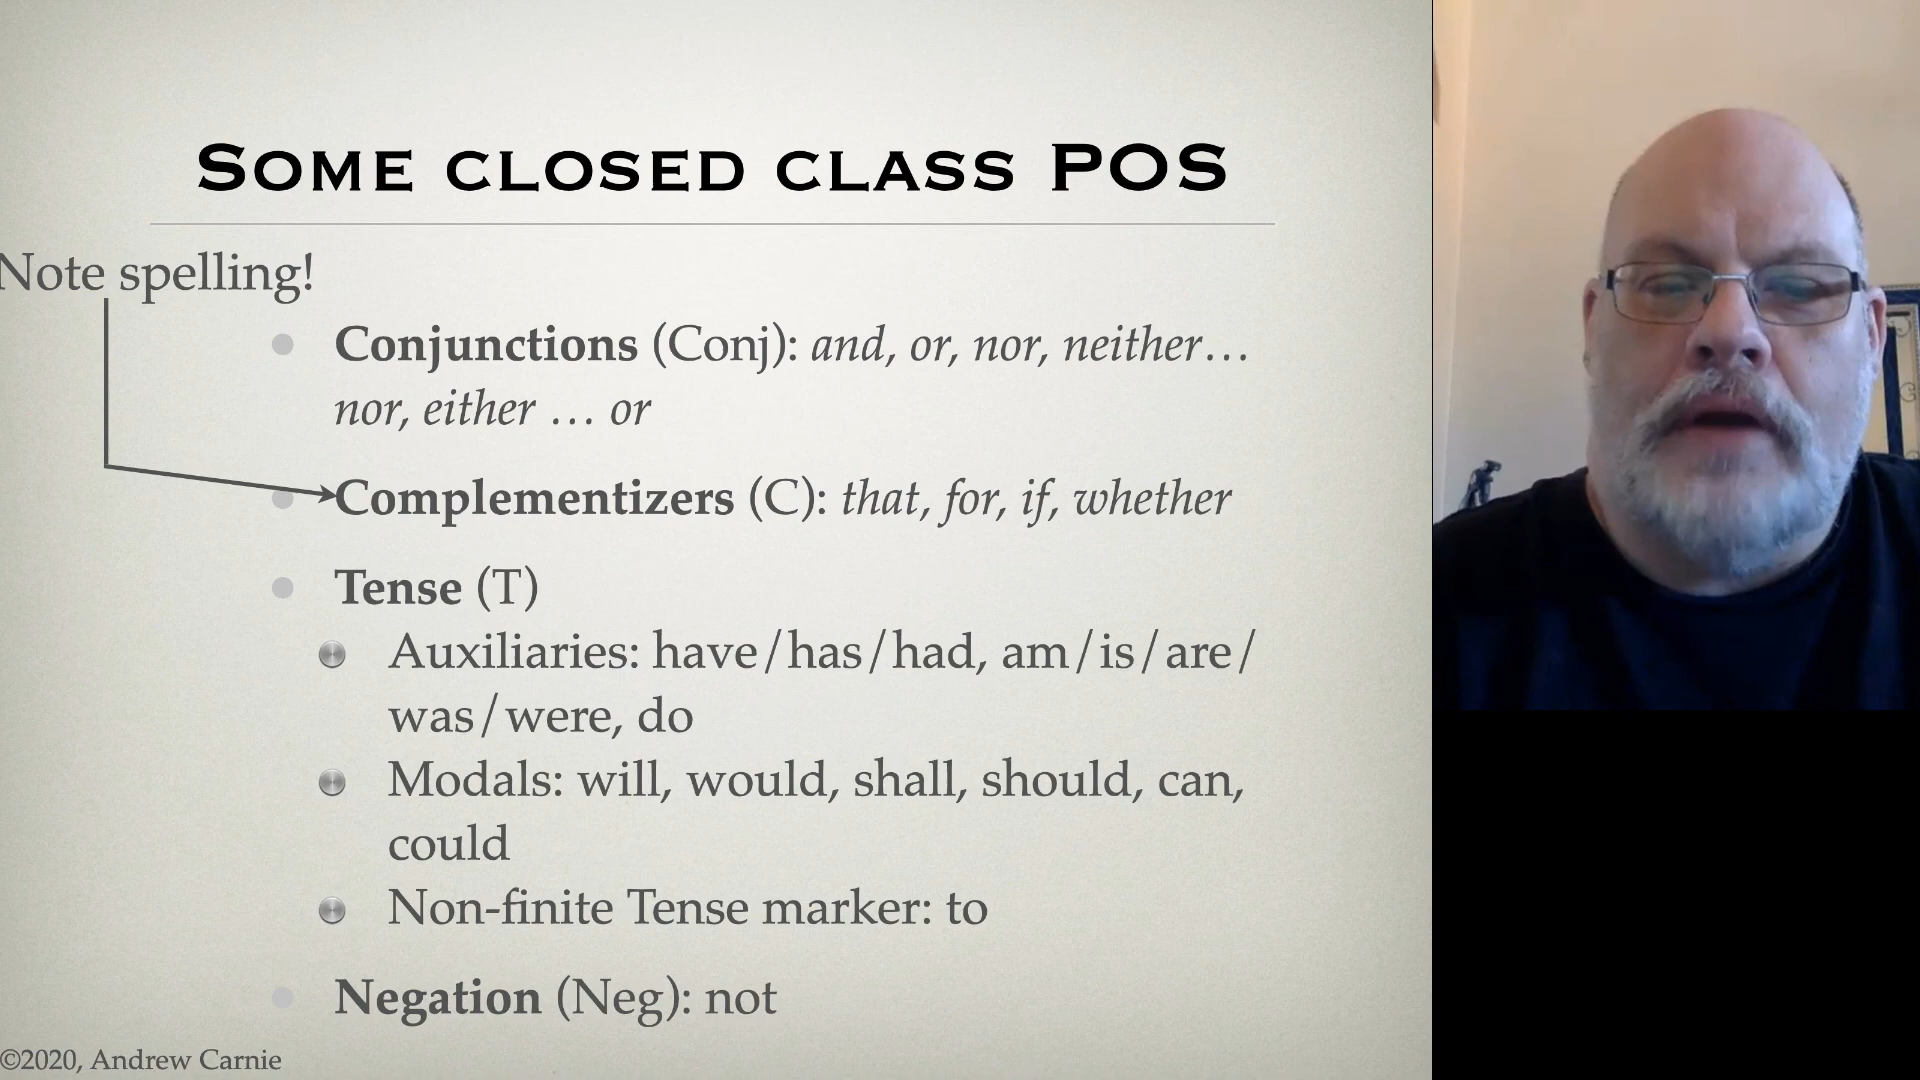 SOME CLOSED CLASS POS
Note spelling!
Conjunctions (Conj): and, or, nor, neither…
nor, either … or
Complementizers (C): that, for, if, whether
Tense (T)
Auxiliaries: have/has/had, am/is/are/
was/were, do
Modals: will, would, shall, should, can,
could
Non-finite Tense marker: to
Negation (Neg): not
©2020, Andrew Carnie